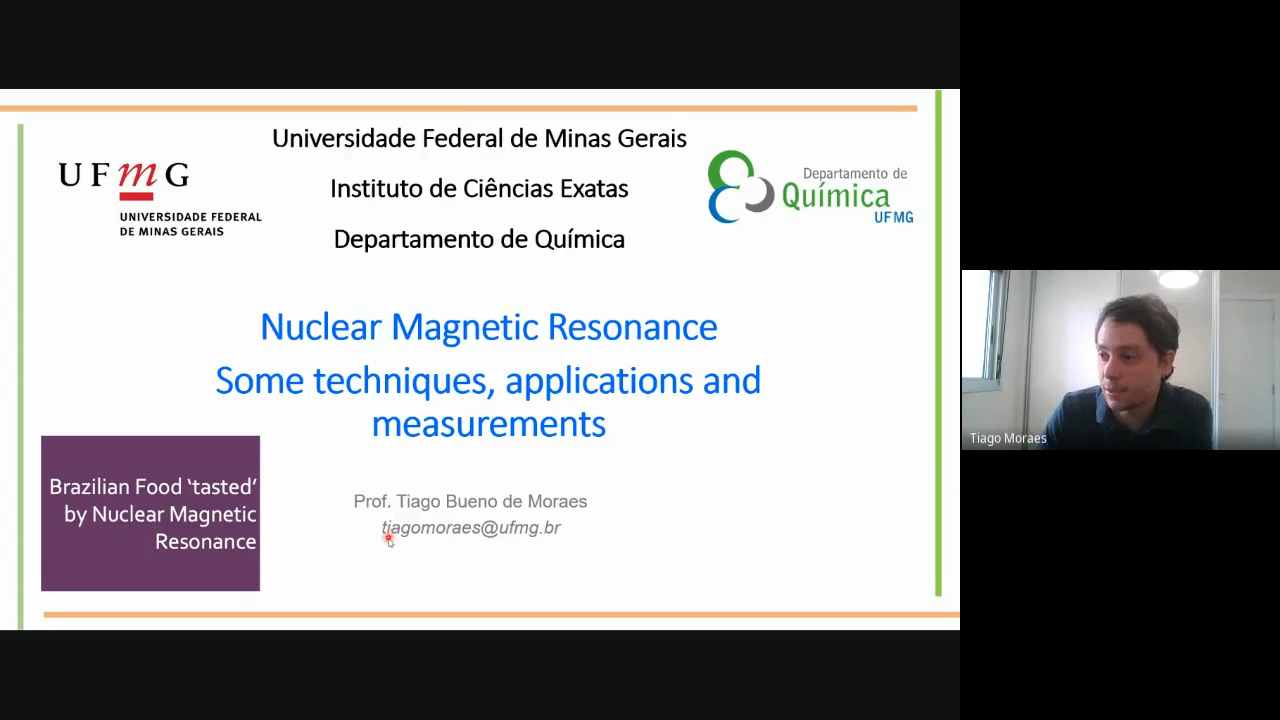 Universidade Federal de Minas Gerais
Instituto de Ciências Exatas
Departamento de Química
UFmG
UNIVERSIDADE FEDERAL
DE MINAS GERAIS
Departamento de
Química
UFMG
Nuclear Magnetic Resonance
Some techniques, applications and
measurements
Brazilian Food ‘tasted’
by Nuclear Magnetic
Resonance
Prof. Tiago Bueno de Moraes
tiagomoraes@ufmg.br
Tiago Moraes